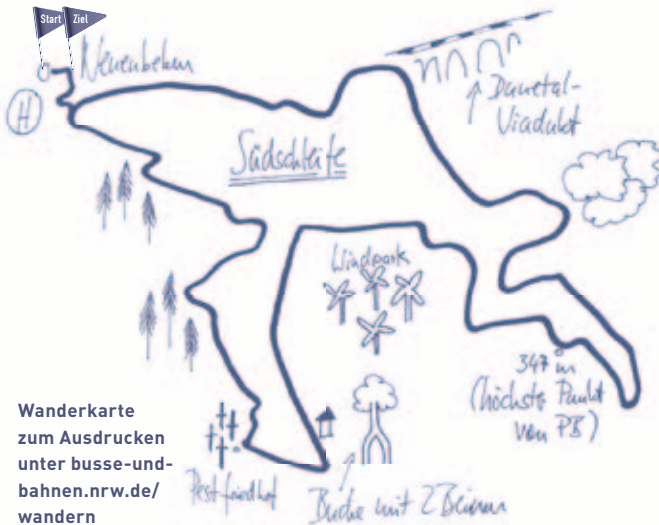 Start Ziel
Neuenbeken
H
Dunetal-
Viadukt
Südschleife
Windpark
347 m
(höchste Punkt
von PB)
Wanderkarte
zum Ausdrucken
unter busse-und-
bahnen.nrw.de/
wandern
Pestfriedhof
Buche mit 2 Beinen